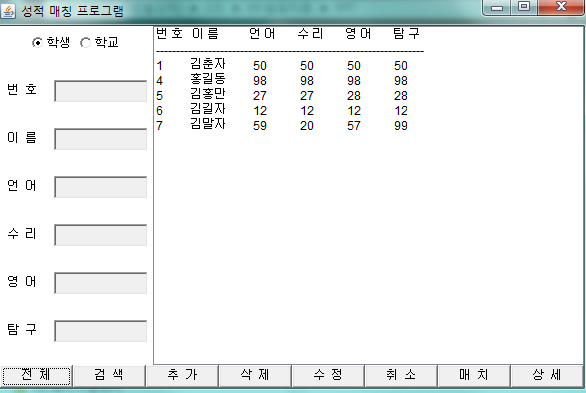 성적 매칭 프로그램
학생 학교
번 호
이 름
언 어
수 리
영 어
탐 구
번 호 이 름 언 어 수 리 영 어 탐 구
1 김춘자 50 50 50 50
4 홍길동 98 98 98 98
5 김홍만 27 27 28 28
6 김길자 12 12 12 12
7 김말자 59 20 57 99
전 체 검 색 추 가 삭 제 수 정 취 소 매 치 상 세